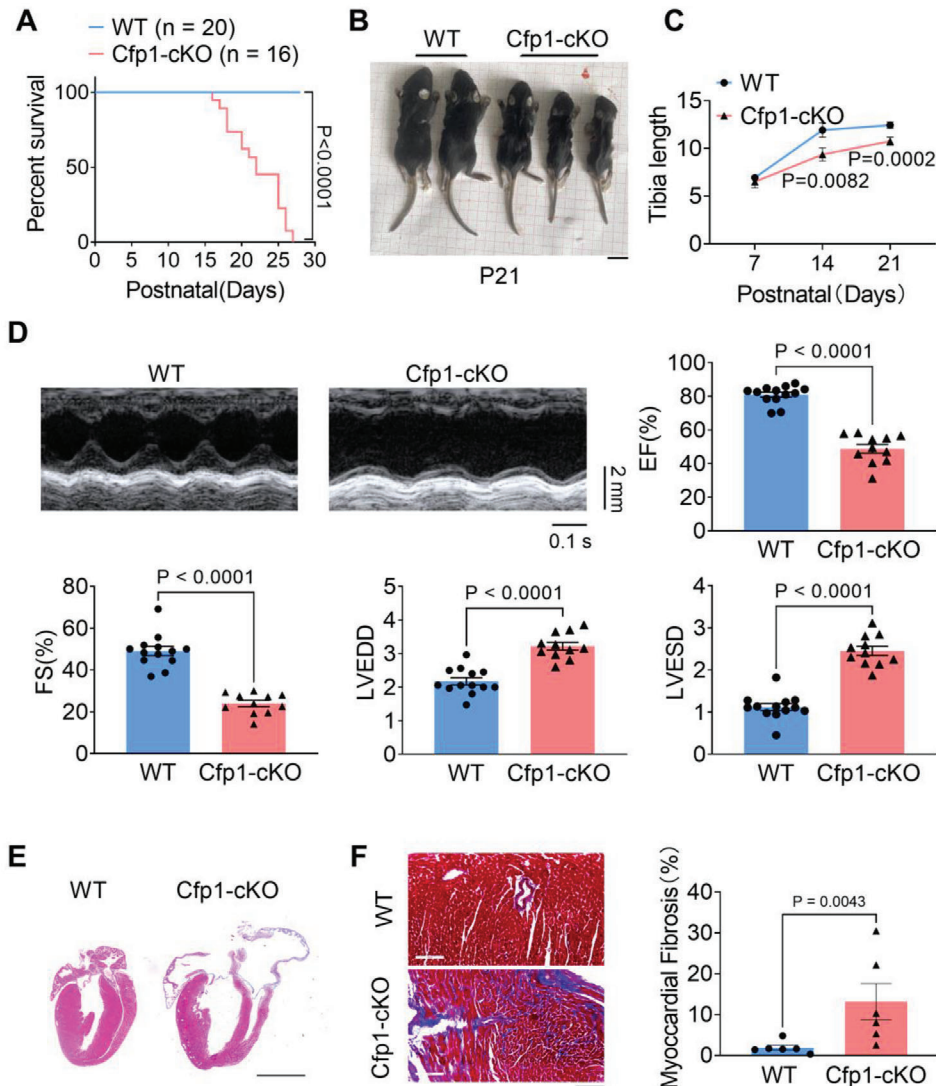 A
WT (n = 20)
Cfp1-cKO (n = 16)
Percent survival
100
50
0
0 5 10 15 20 25 30
Postnatal(Days)
P<0.0001
B
WT Cfp1-cKO
P21
C
WT
Cfp1-cKO
Tibia length
15
10
5
0
P=0.0002
P=0.0082
7 14 21
Postnatal (Days)
D
WT
Cfp1-cKO
2 mm
0.1 s
P < 0.0001
EF(%)
100
80
60
40
20
0
WT Cfp1-cKO
P < 0.0001
FS(%)
80
60
40
20
0
WT Cfp1-cKO
P < 0.0001
LVEDD
5
4
3
2
1
0
WT Cfp1-cKO
P < 0.0001
LVESD
4
3
2
1
0
WT Cfp1-cKO
E
WT Cfp1-cKO
F
WT
Cfp1-cKO
P = 0.0043
Myoccardial Fibrosis(%)
40
30
20
10
0
WT Cfp1-cKO